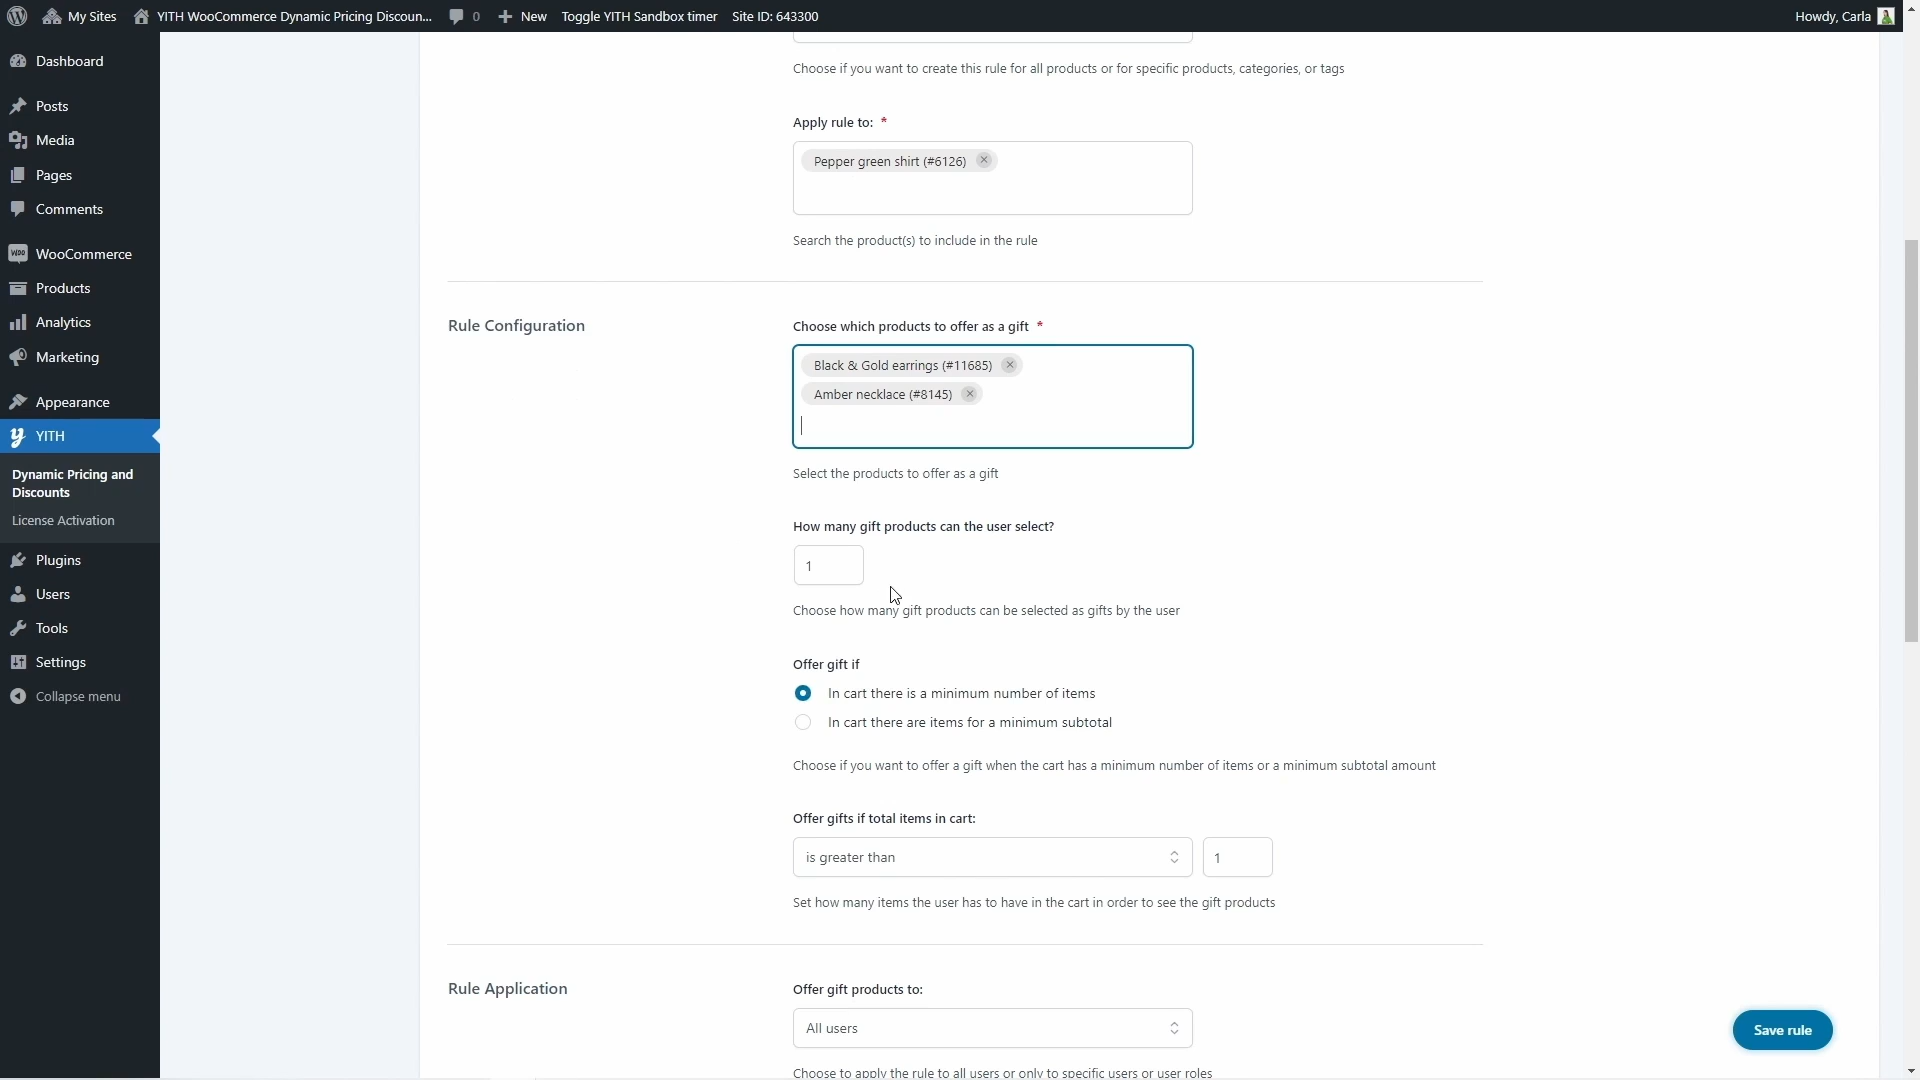 My Sites
YITH WooCommerce Dynamic Pricing Discoun...
0
New
Toggle YITH Sandbox timer
Site ID: 643300
Howdy, Carla
Dashboard
Posts
Media
Pages
Comments
WooCommerce
Products
Analytics
Marketing
Appearance
YITH
Dynamic Pricing and
Discounts
License Activation
Plugins
Users
Tools
Settings
Collapse menu
Choose if you want to create this rule for all products or for specific products, categories, or tags
Apply rule to: *
Pepper green shirt (#6126)
Search the product(s) to include in the rule
Rule Configuration
Choose which products to offer as a gift *
Black & Gold earrings (#11685)
Amber necklace (#8145)
Select the products to offer as a gift
How many gift products can the user select?
1
Choose how many gift products can be selected as gifts by the user
Offer gift if
In cart there is a minimum number of items
In cart there are items for a minimum subtotal
Choose if you want to offer a gift when the cart has a minimum number of items or a minimum subtotal amount
Offer gifts if total items in cart:
is greater than
1
Set how many items the user has to have in the cart in order to see the gift products
Rule Application
Offer gift products to:
All users
Choose to apply the rule to all users or only to specific users or user roles
Save rule